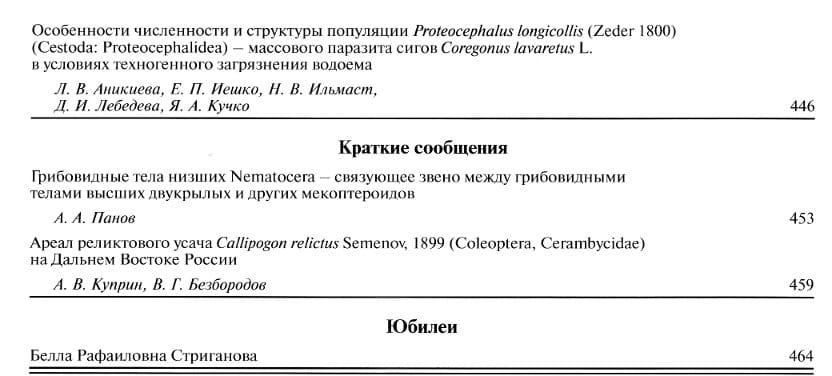 Особенности численности и структуры популяции Proteocephalus longicollis (Zeder 1800)
(Cestoda: Proteocephalidea) – массового паразита сигов Coregonus lavaretus L.
в условиях техногенного загрязнения водоема
Л. В. Аникиева, Е. П. Иешко, Н. В. Ильмаст,
Д. И. Лебедева, Я. А. Кучко 446
Краткие сообщения
Грибовидные тела низших Nematocera – связующее звено между грибовидными
телами высших двукрылых и других мекоптероидов
А. А. Панов 453
Ареал реликтового усача Callipogon relictus Semenov, 1899 (Coleoptera, Cerambycidae)
на Дальнем Востоке России
А. В. Куприн, В. Г. Безбородов 459
Юбилеи
Белла Рафаиловна Стриганова 464